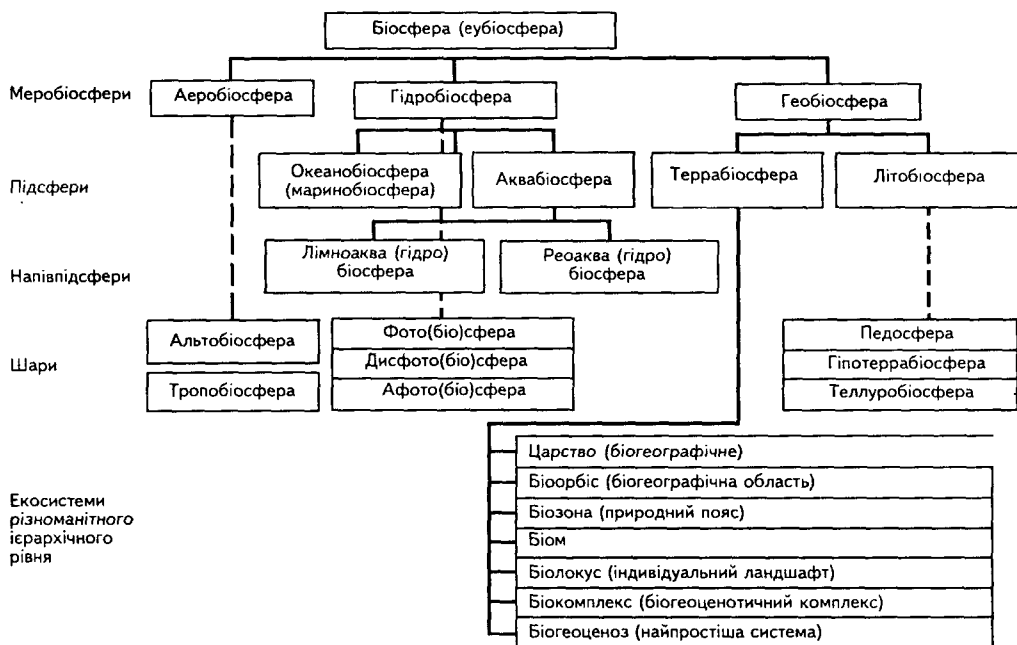 Біосфера (еубіосфера)
Меробіосфери
Аеробіосфера
Гідробіосфера
Геобіосфера
Підсфери
Океанобіосфера
(маринобіосфера)
Аквабіосфера
Террабіосфера
Літобіосфера
Напівпідсфери
Лімноаква (гідро)
біосфера
Реоаква (гідро)
біосфера
Шари
Альтобіосфера
Тропобіосфера
Фото(біо)сфера
Дисфото(біо)сфера
Афото(біо)сфера
Педосфера
Гіпотеррабіосфера
Теллуробіосфера
Екосистеми
різноманітного
ієрархічного
рівня
Царство (біогеографічне)
Біоорбіс (біогеографічна область)
Біозона (природний пояс)
Біом
Біолокус (індивідуальний ландшафт)
Біокомплекс (біогеоценотичний комплекс)
Біогеоценоз (найпростіша система)